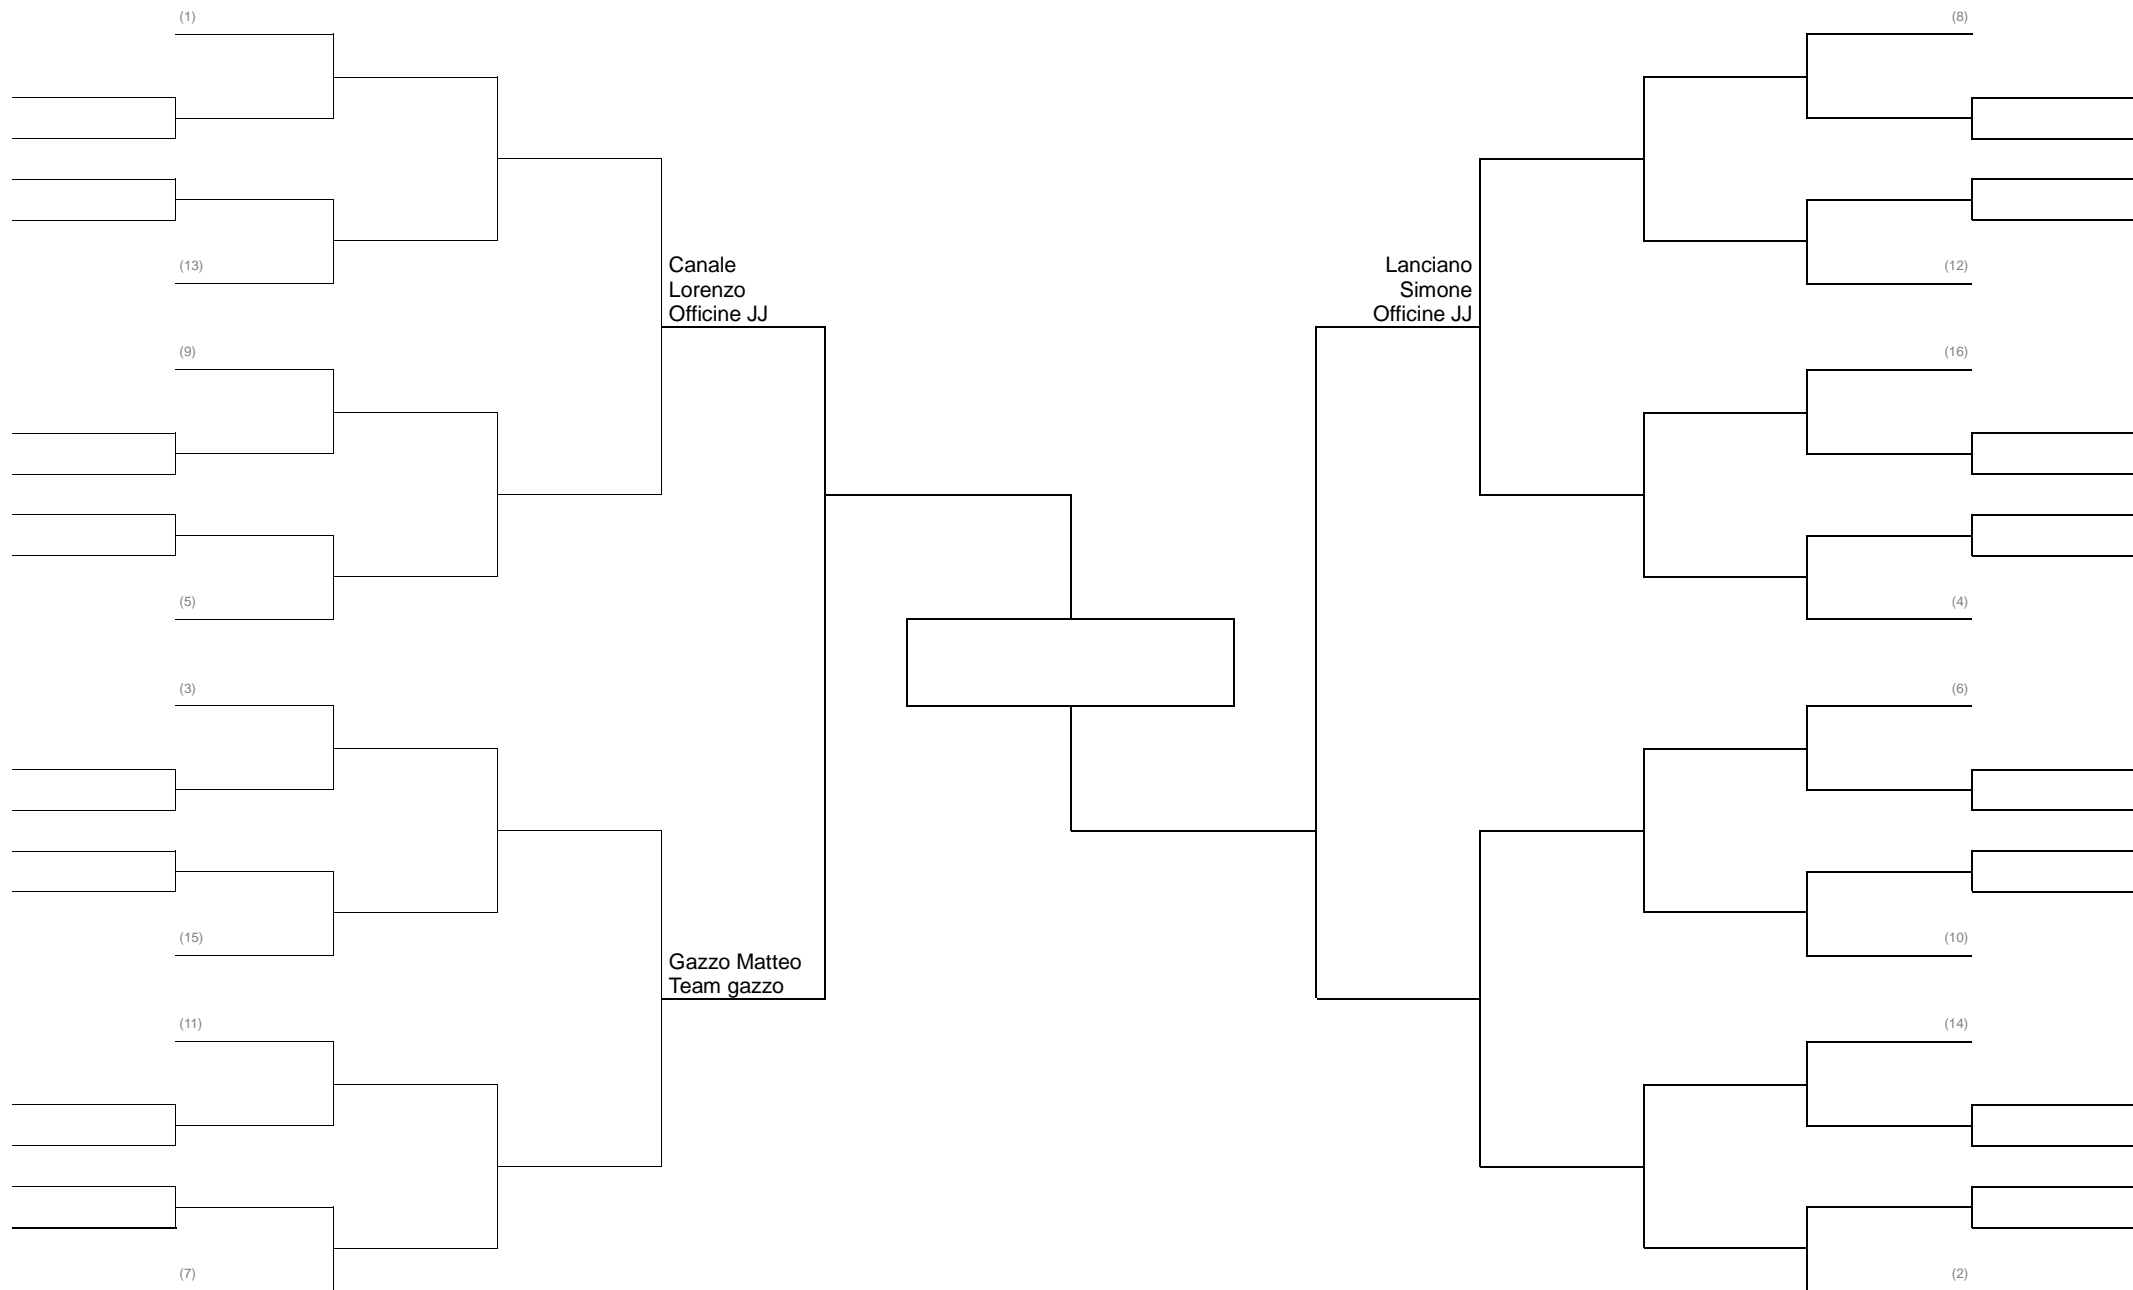 (1)
(8)
(13)
(12)
Canale
Lorenzo
Officine JJ
Lanciano
Simone
Officine JJ
(9)
(16)
(5)
(4)
(3)
(6)
(15)
(10)
Gazzo Matteo
Team gazzo
(11)
(14)
(7)
(2)